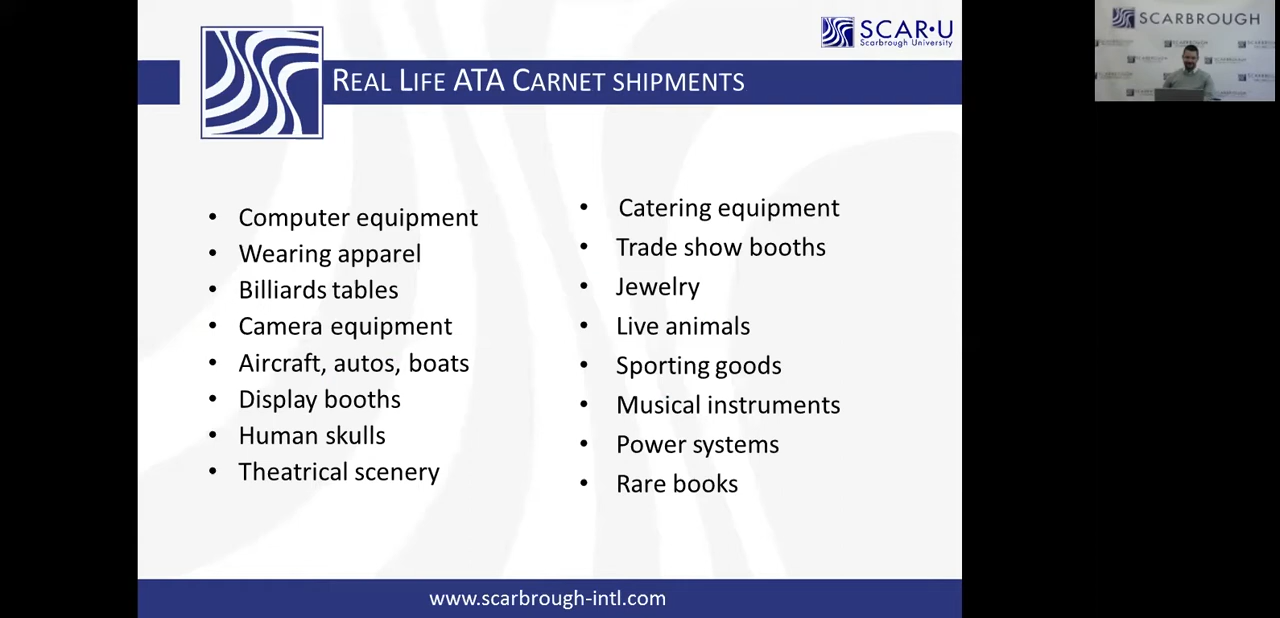 SCAR•U
Scarbrough University
REAL LIFE ATA CARNET SHIPMENTS
• Computer equipment
• Wearing apparel
• Billiards tables
• Camera equipment
• Aircraft, autos, boats
• Display booths
• Human skulls
• Theatrical scenery
• Catering equipment
• Trade show booths
• Jewelry
• Live animals
• Sporting goods
• Musical instruments
• Power systems
• Rare books
www.scarbrough-intl.com
SCARBROUGH